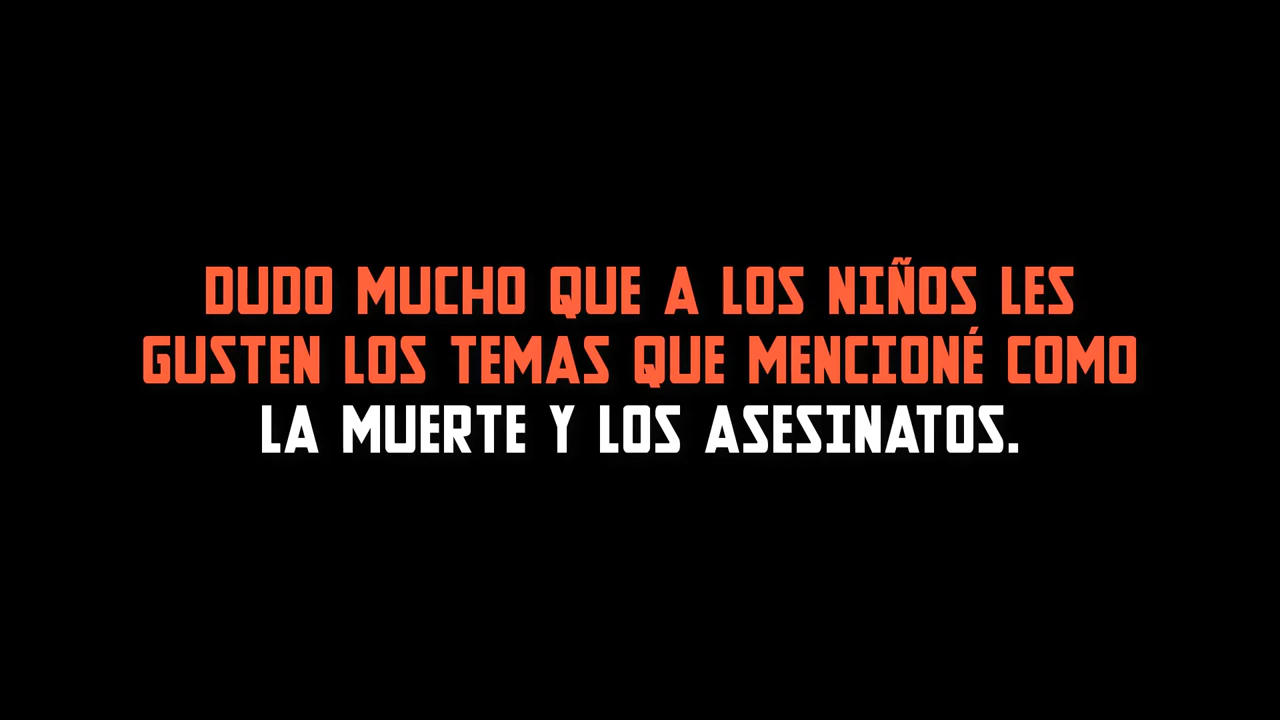 DUDO MUCHO QUE A LOS NIÑOS LES
GUSTEN LOS TEMAS QUE MENCIONÉ COMO
LA MUERTE Y LOS ASESINATOS.